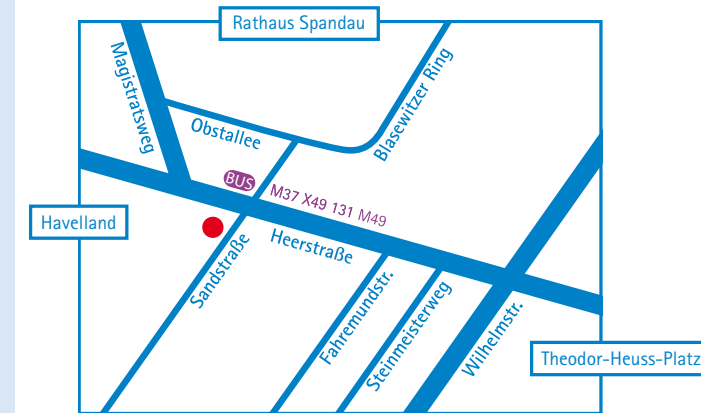 Rathaus Spandau
Magistratsweg
Obstallee
Blasewitzer Ring
BUS
M37 X49 131 M49
Havelland
Heerstraße
Sandstraße
Fahremundstr.
Steinmeisterweg
Wilhelmstr.
Theodor-Heuss-Platz